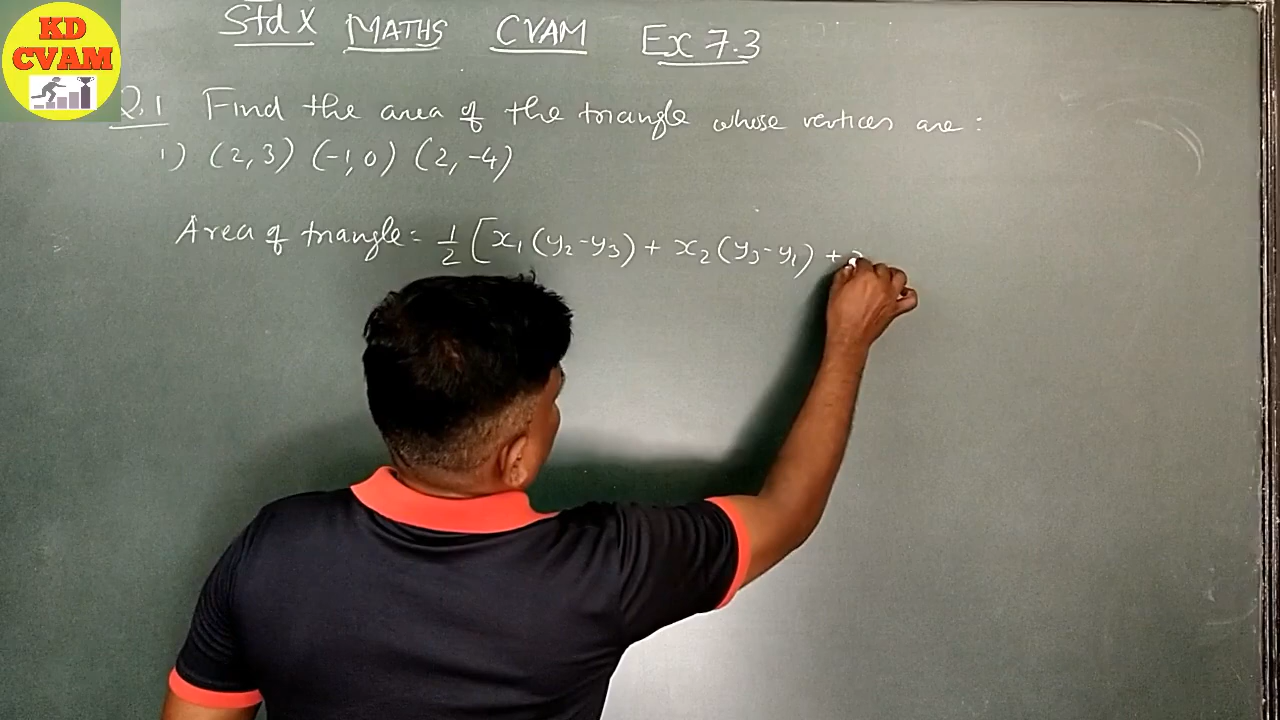 KD
CVAM
Std X MATHS CVAM Ex 7.3
Q.1 Find the area of the triangle whose vertices are :
1) (2, 3) (-1, 0) (2, -4)
Area of triangle = 1/2 [x₁ (y₂ - y₃) + x₂ (y₃ - y₁) +